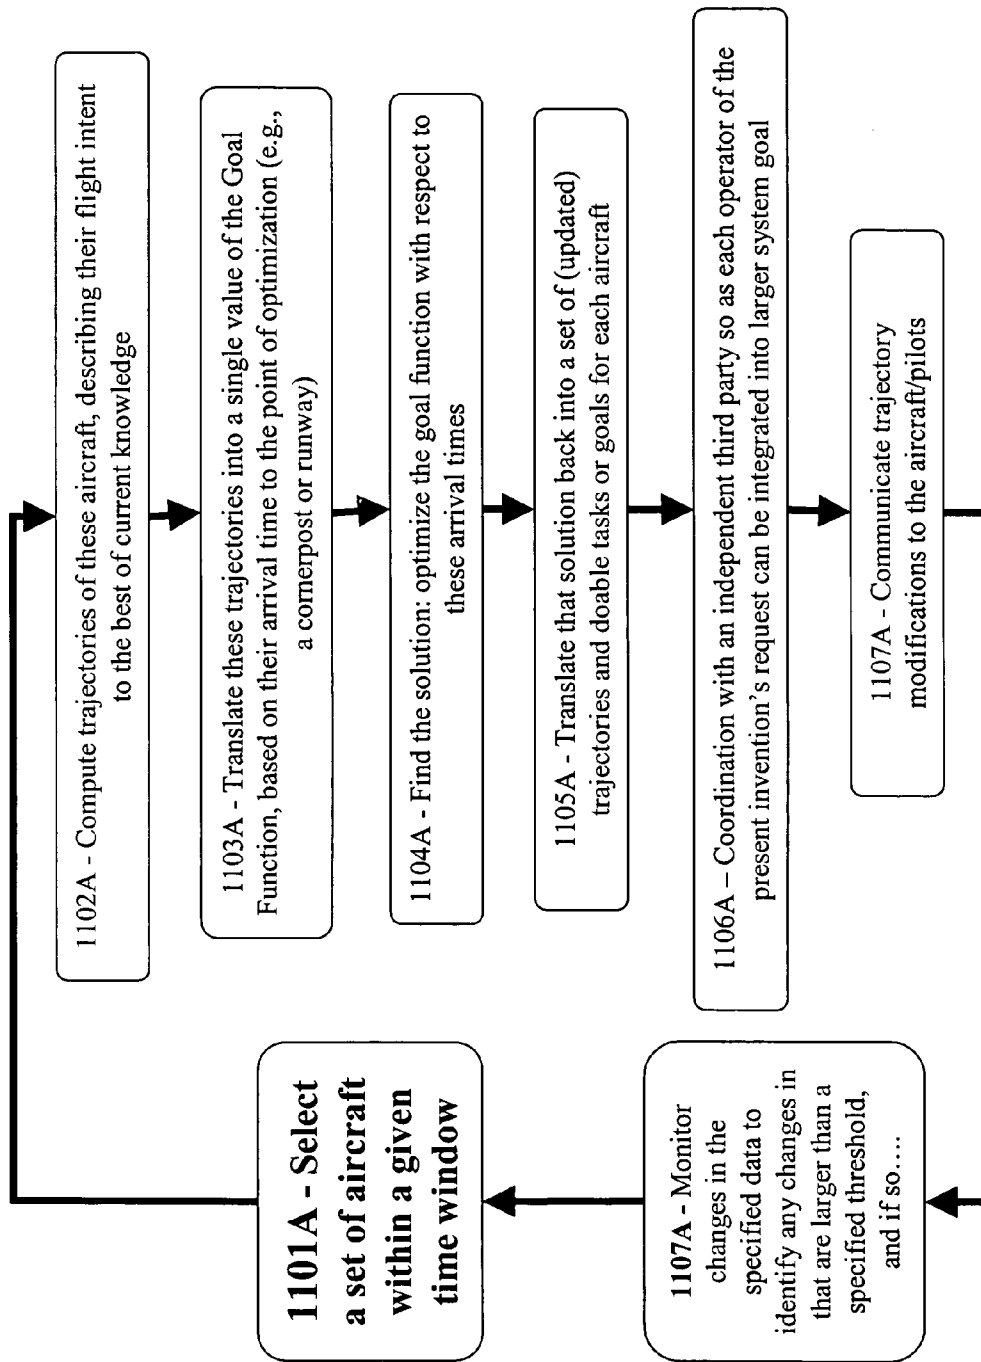 1101A - Select
a set of aircraft
within a given
time window
1102A - Compute trajectories of these aircraft, describing their flight intent
to the best of current knowledge
1103A - Translate these trajectories into a single value of the Goal
Function, based on their arrival time to the point of optimization (e.g.,
a cornerpost or runway)
1104A - Find the solution: optimize the goal function with respect to
these arrival times
1105A - Translate that solution back into a set of (updated)
trajectories and doable tasks or goals for each aircraft
1106A – Coordination with an independent third party so as each operator of the
present invention's request can be integrated into larger system goal
1107A - Communicate trajectory
modifications to the aircraft/pilots
1107A - Monitor
changes in the
specified data to
identify any changes in
that are larger than a
specified threshold,
and if so….